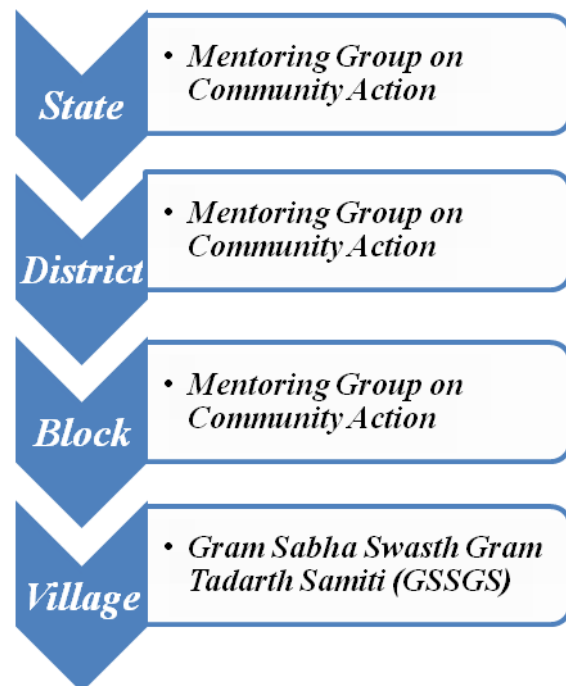 State
• Mentoring Group on
Community Action
District
• Mentoring Group on
Community Action
Block
• Mentoring Group on
Community Action
Village
• Gram Sabha Swasth Gram
Tadarth Samiti (GSSGS)